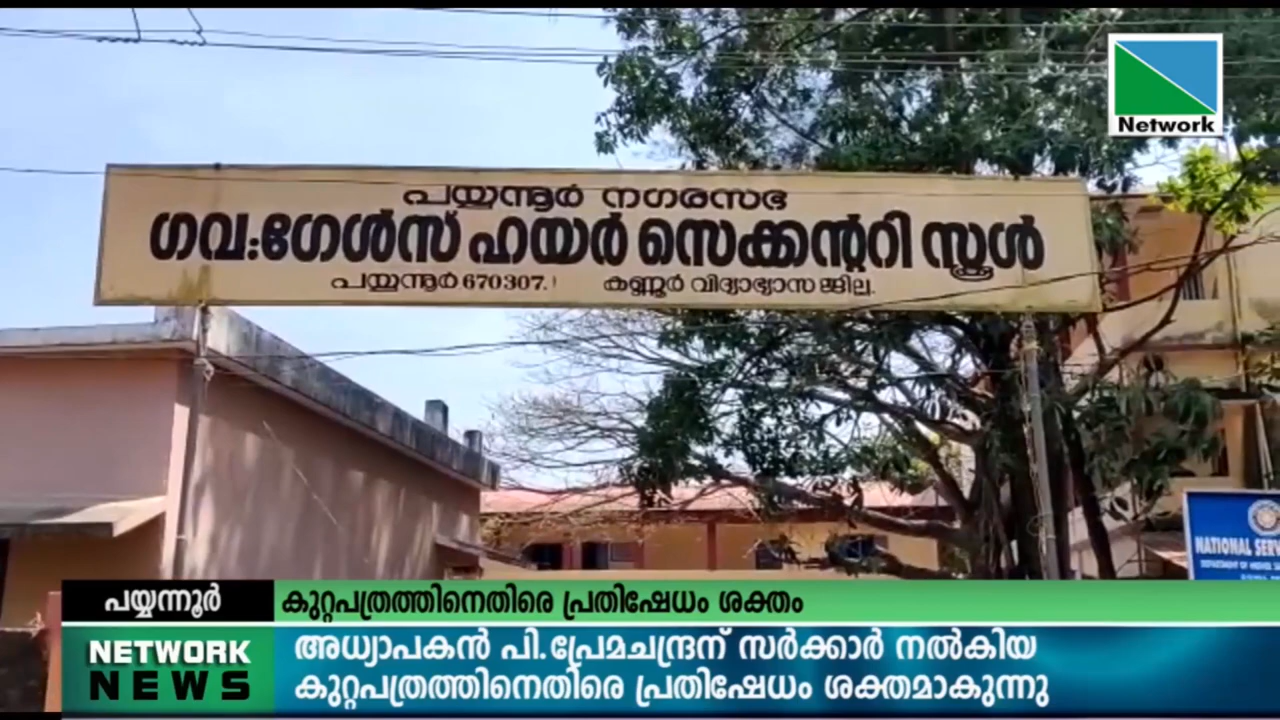 Network
പയ്യന്നൂർ നഗരസഭ
ഗവ:ഗേൾസ് ഹയർ സെക്കന്ററി സ്കൂൾ
പയ്യന്നൂർ 670307. കണ്ണൂർ വിദ്യാഭ്യാസ ജില്ല.
NATIONAL
പയ്യന്നൂർ
കുറ്റപത്രത്തിനെതിരെ പ്രതിഷേധം ശക്തം
NETWORK
NEWS
അധ്യാപകൻ പി.പ്രേമചന്ദ്രന് സർക്കാർ നൽകിയ
കുറ്റപത്രത്തിനെതിരെ പ്രതിഷേധം ശക്തമാകുന്നു